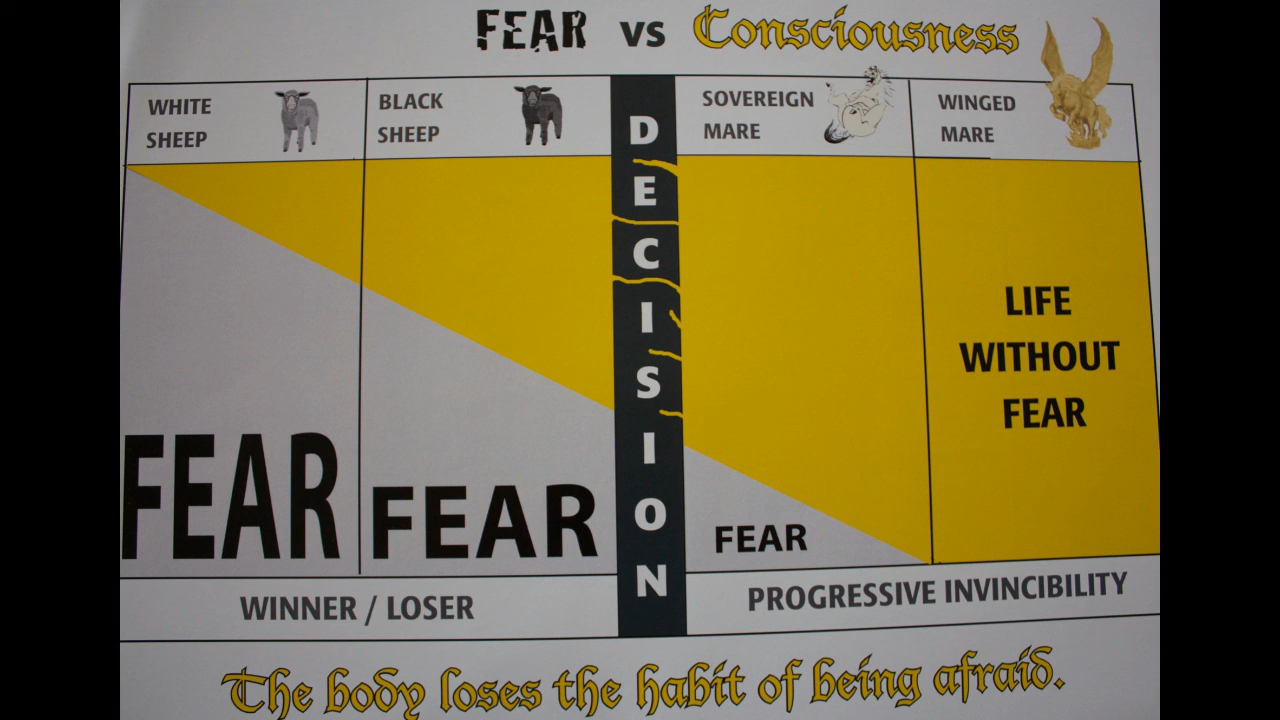 FEAR vs Consciousness
WHITE
SHEEP
BLACK
SHEEP
DECISION
SOVEREIGN
MARE
WINGED
MARE
LIFE
WITHOUT
FEAR
FEAR
FEAR
FEAR
WINNER / LOSER
PROGRESSIVE INVINCIBILITY
The body loses the habit of being afraid.